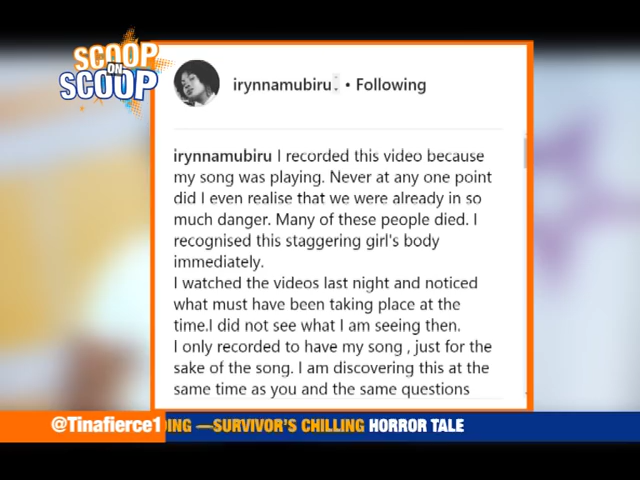 SCOOP
ON
SCOOP
irynnamubiru. • Following
irynnamubiru I recorded this video because
my song was playing. Never at any one point
did I even realise that we were already in so
much danger. Many of these people died. I
recognised this staggering girl's body
immediately.
I watched the videos last night and noticed
what must have been taking place at the
time.I did not see what I am seeing then.
I only recorded to have my song , just for the
sake of the song. I am discovering this at the
same time as you and the same questions
@Tinafierce1
ING —SURVIVOR'S CHILLING HORROR TALE